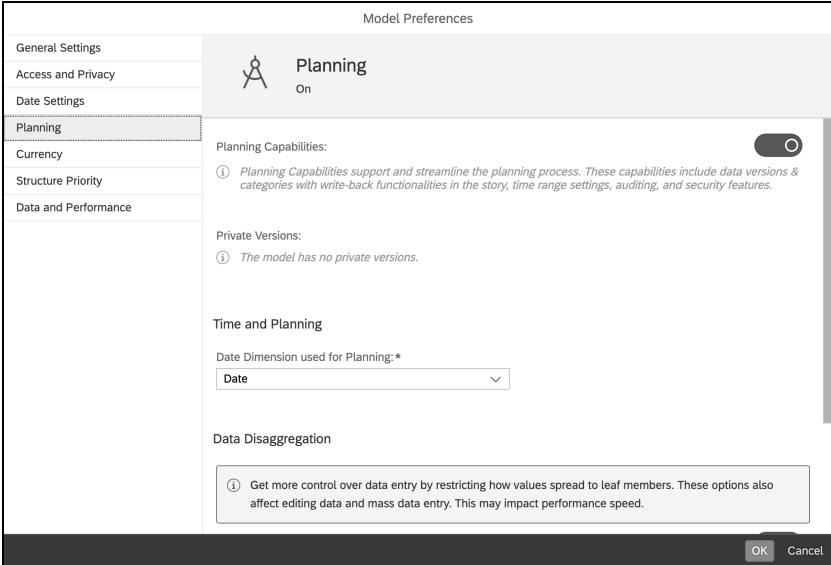 Model Preferences
General Settings
Access and Privacy
Date Settings
Planning
Currency
Structure Priority
Data and Performance
Planning
On
Planning Capabilities:
Planning Capabilities support and streamline the planning process. These capabilities include data versions &
categories with write-back functionalities in the story, time range settings, auditing, and security features.
Private Versions:
The model has no private versions.
Time and Planning
Date Dimension used for Planning:*
Date
Data Disaggregation
Get more control over data entry by restricting how values spread to leaf members. These options also
affect editing data and mass data entry. This may impact performance speed.
OK Cancel